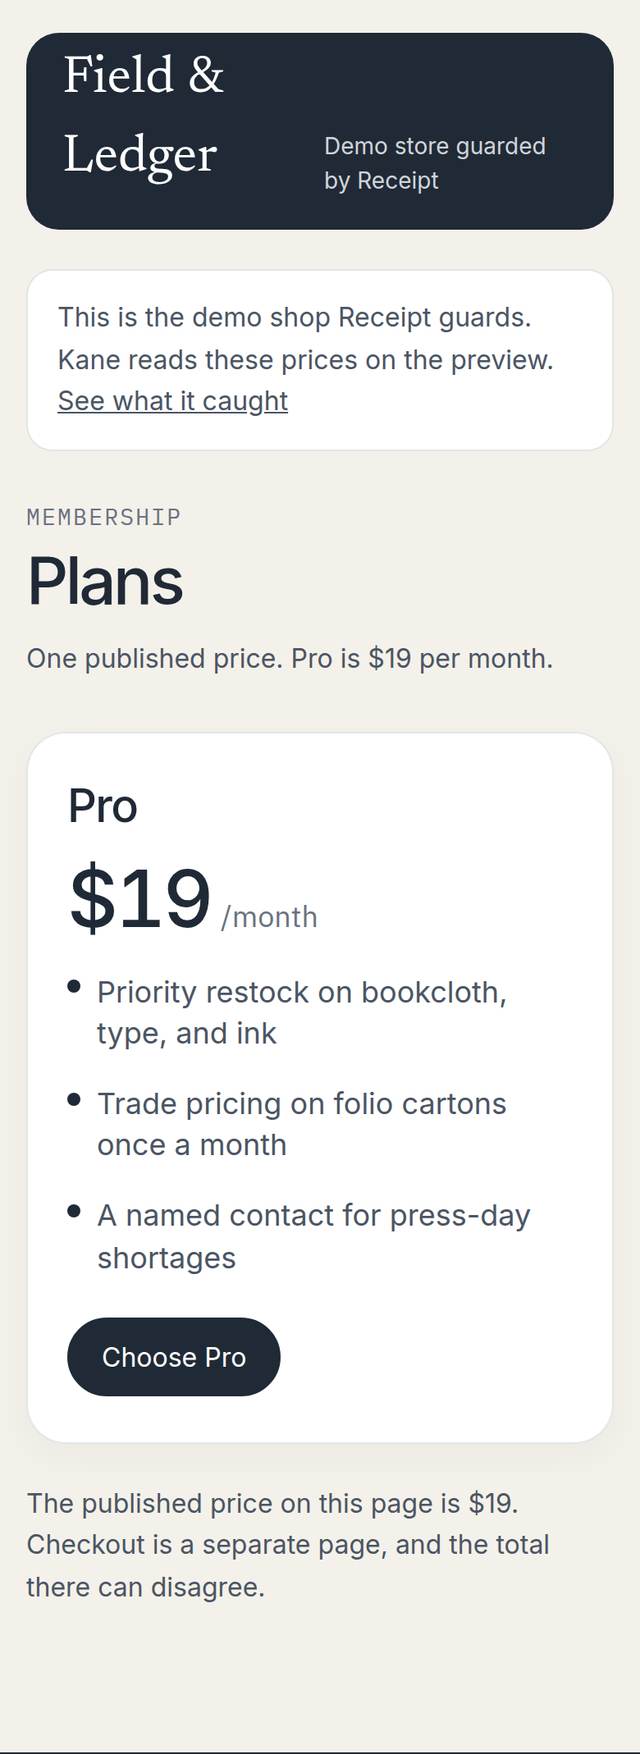 Field &
Ledger
Demo store guarded
by Receipt
This is the demo shop Receipt guards.
Kane reads these prices on the preview.
See what it caught
MEMBERSHIP
Plans
One published price. Pro is $19 per month.
Pro
$19 /month
Priority restock on bookcloth,
type, and ink
Trade pricing on folio cartons
once a month
A named contact for press-day
shortages
Choose Pro
The published price on this page is $19.
Checkout is a separate page, and the total
there can disagree.